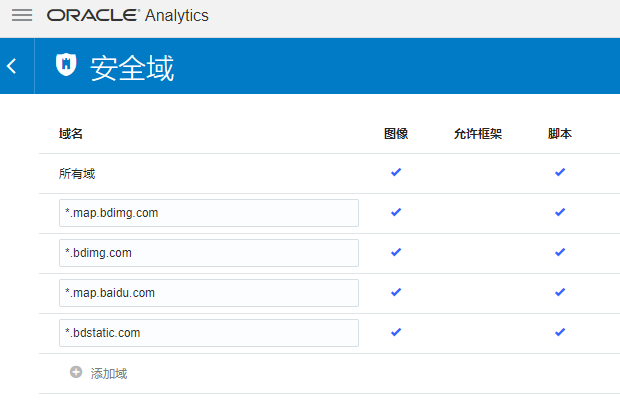 ORACLE Analytics
安全域
域名 图像 允许框架 脚本
所有域
*.map.bdimg.com
*.bdimg.com
*.map.baidu.com
*.bdstatic.com
添加域